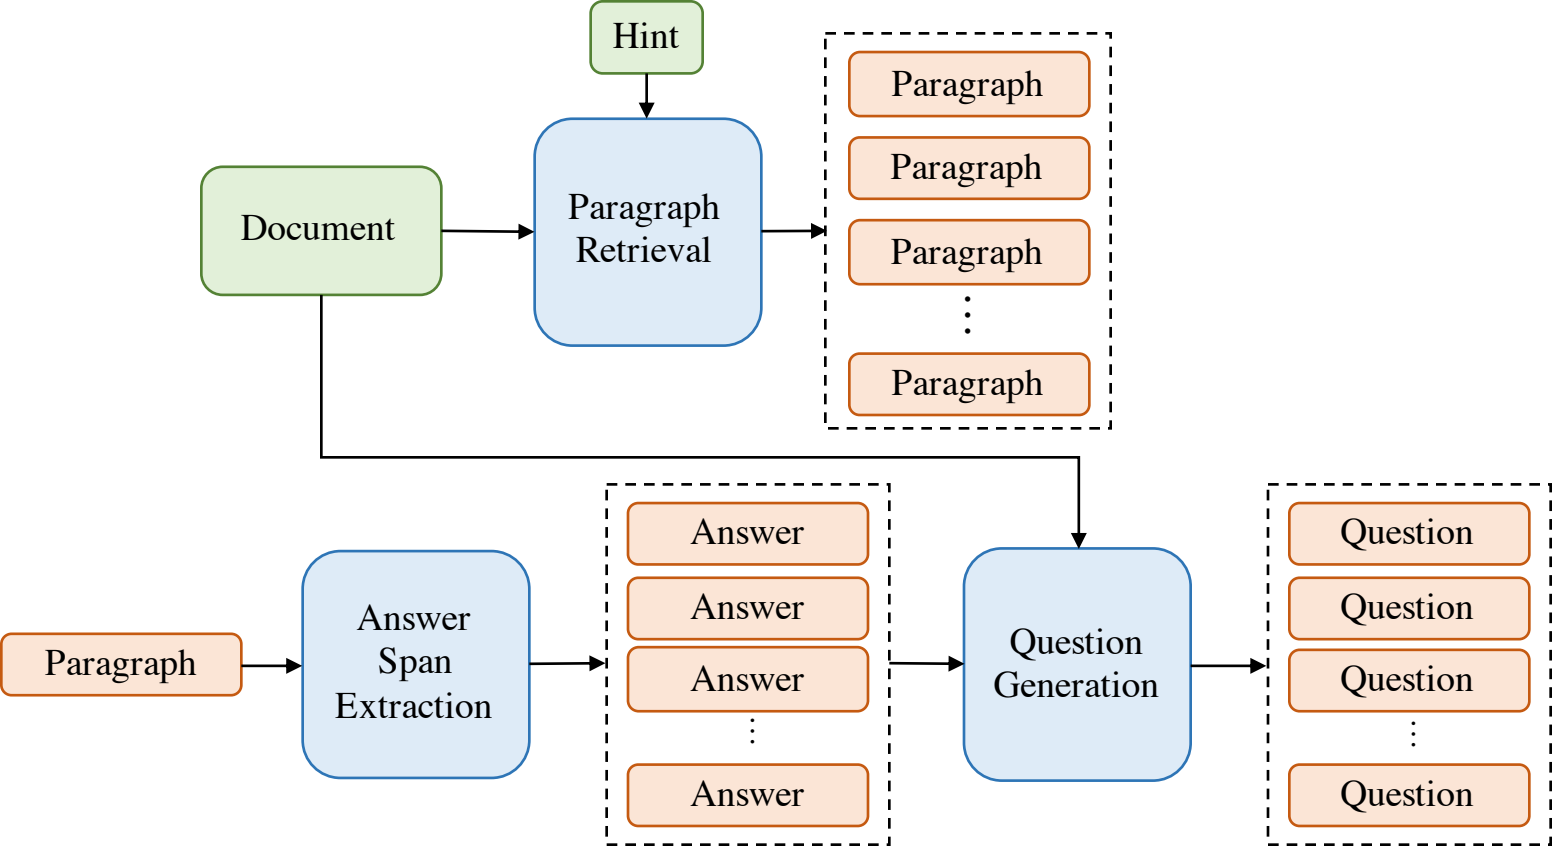 Hint
Document
Paragraph
Retrieval
Paragraph
Paragraph
Paragraph
Paragraph
Paragraph
Answer
Span
Extraction
Answer
Answer
Answer
Answer
Question
Generation
Question
Question
Question
Question